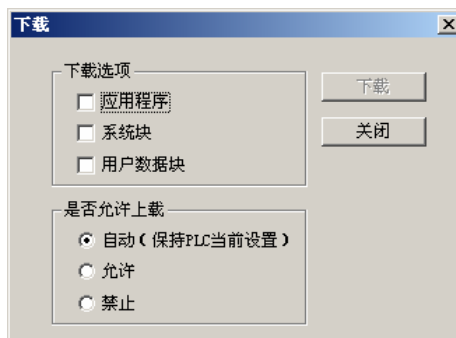 下载
下载选项
应用程序
系统块
用户数据块
下载
关闭
是否允许上载
自动(保持PLC当前设置)
允许
禁止